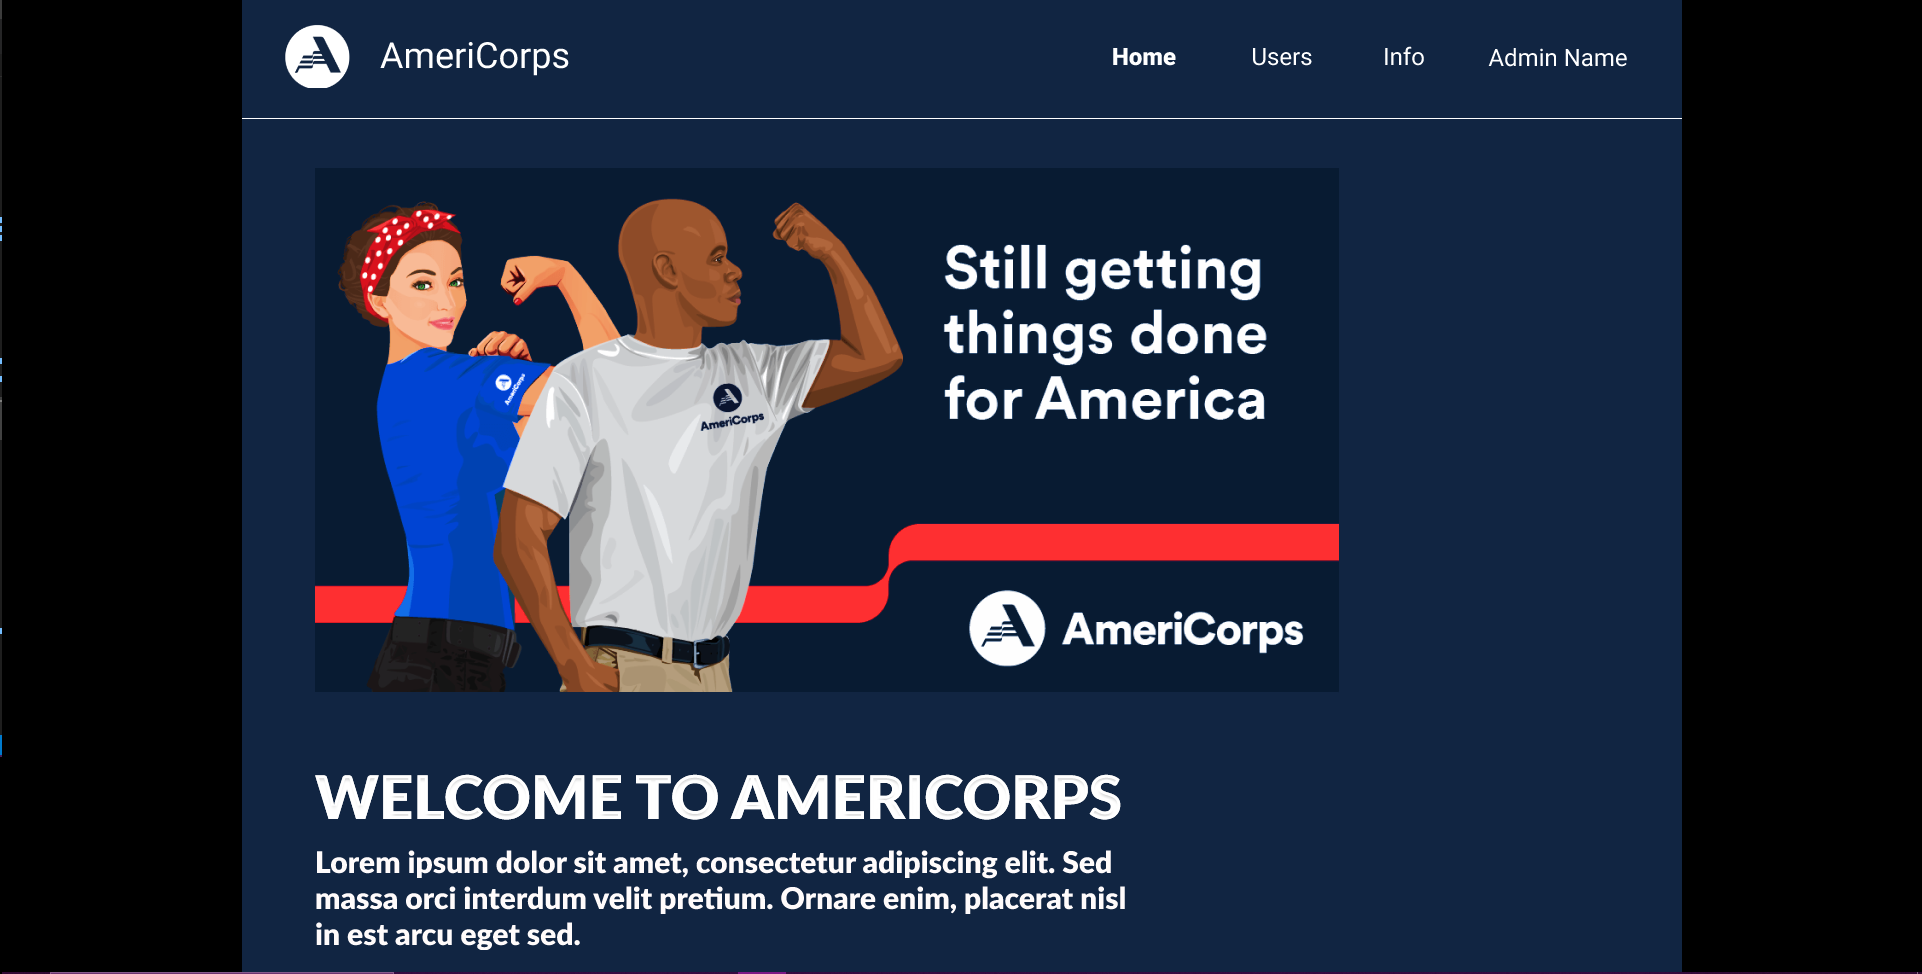 AmeriCorps
Home Users Info Admin Name
Still getting
things done
for America
AmeriCorps
AmeriCorps
AmeriCorps
WELCOME TO AMERICORPS
Lorem ipsum dolor sit amet, consectetur adipiscing elit. Sed
massa orci interdum velit pretium. Ornare enim, placerat nisl
in est arcu eget sed.